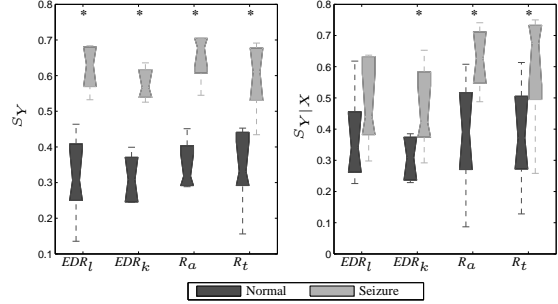 * * * *
0.8
0.7
0.6
0.5
0.4
0.3
0.2
0.1
S_Y
EDR_l EDR_k R_a R_t
* * *
0.8
0.7
0.6
0.5
0.4
0.3
0.2
0.1
0
S_Y|X
EDR_l EDR_k R_a R_t
Normal Seizure